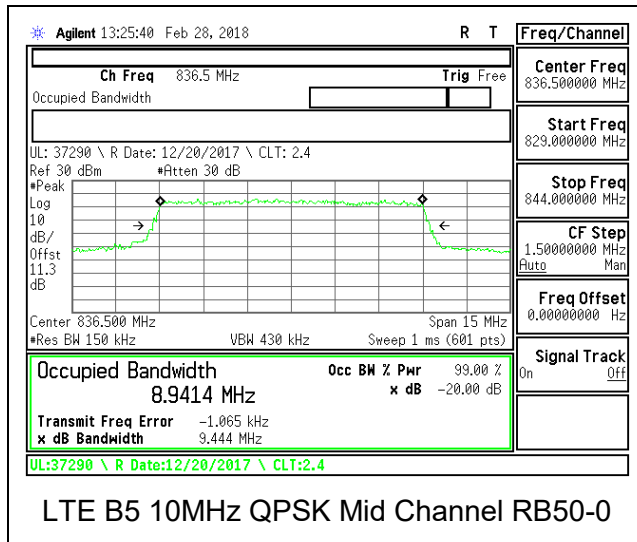 Agilent 13:25:40 Feb 28, 2018 R T
Freq/Channel
Ch Freq 836.5 MHz Trig Free
Occupied Bandwidth
UL: 37290 \ R Date: 12/20/2017 \ CLT: 2.4
Ref 30 dBm #Atten 30 dB
#Peak
Log
10
dB/
Offst
11.3
dB
Center 836.500 MHz Span 15 MHz
#Res BW 150 kHz VBW 430 kHz Sweep 1 ms (601 pts)
Occupied Bandwidth Occ BW % Pwr 99.00 %
8.9414 MHz x dB -20.00 dB
Transmit Freq Error -1.065 kHz
x dB Bandwidth 9.444 MHz
UL:37290 \ R Date:12/20/2017 \ CLT:2.4
Center Freq
836.500000 MHz
Start Freq
829.000000 MHz
Stop Freq
844.000000 MHz
CF Step
1.50000000 MHz
Auto Man
Freq Offset
0.00000000 Hz
Signal Track
On Off
LTE B5 10MHz QPSK Mid Channel RB50-0